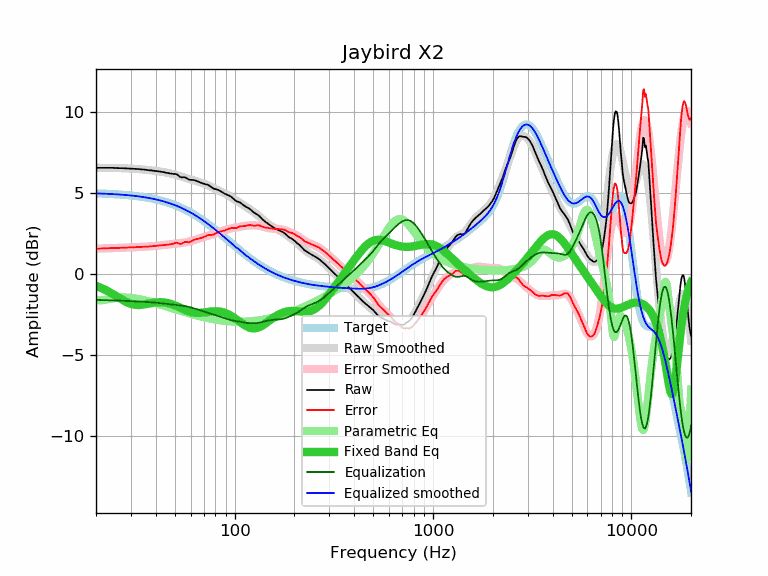 Jaybird X2
Amplitude (dBr)
10
5
0
−5
−10
Target
Raw Smoothed
Error Smoothed
Raw
Error
Parametric Eq
Fixed Band Eq
Equalization
Equalized smoothed
100
1000
10000
Frequency (Hz)